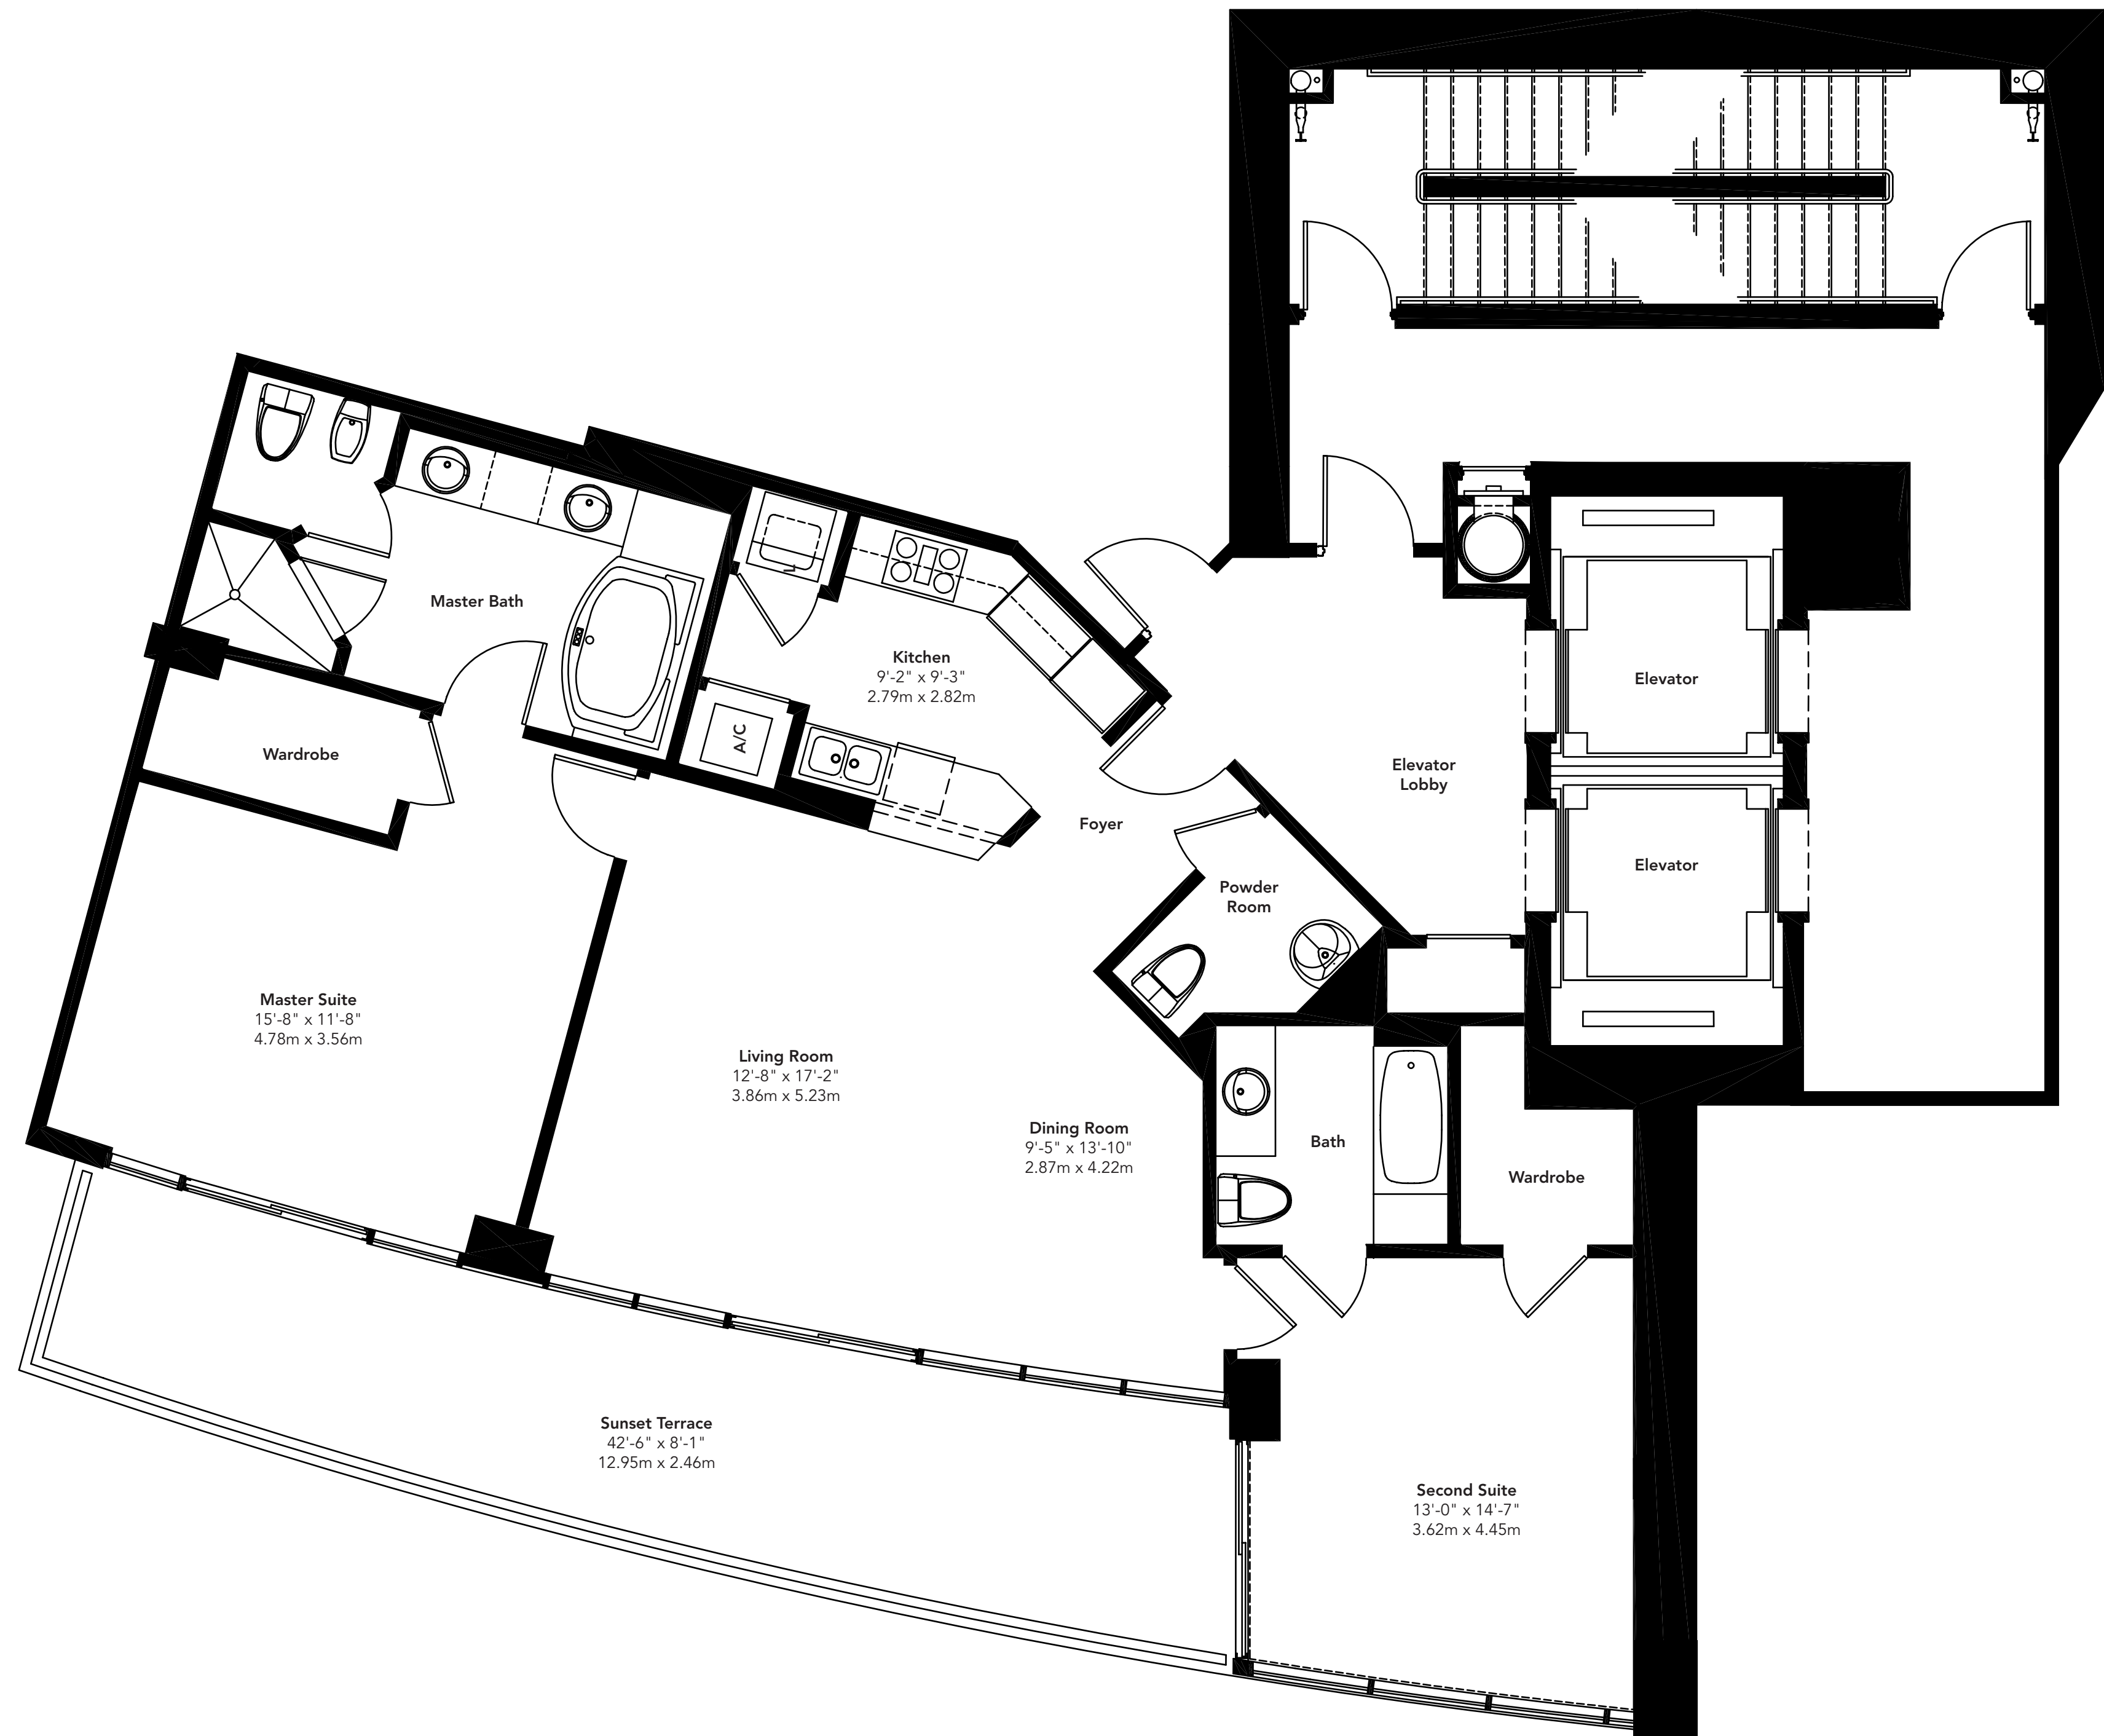 Master Bath
Kitchen
9'-2" x 9'-3"
2.79m x 2.82m
A/C
Wardrobe
Foyer
Elevator
Lobby
Elevator
Elevator
Powder
Room
Master Suite
15'-8" x 11'-8"
4.78m x 3.56m
Living Room
12'-8" x 17'-2"
3.86m x 5.23m
Dining Room
9'-5" x 13'-10"
2.87m x 4.22m
Bath
Wardrobe
Sunset Terrace
42'-6" x 8'-1"
12.95m x 2.46m
Second Suite
13'-0" x 14'-7"
3.62m x 4.45m